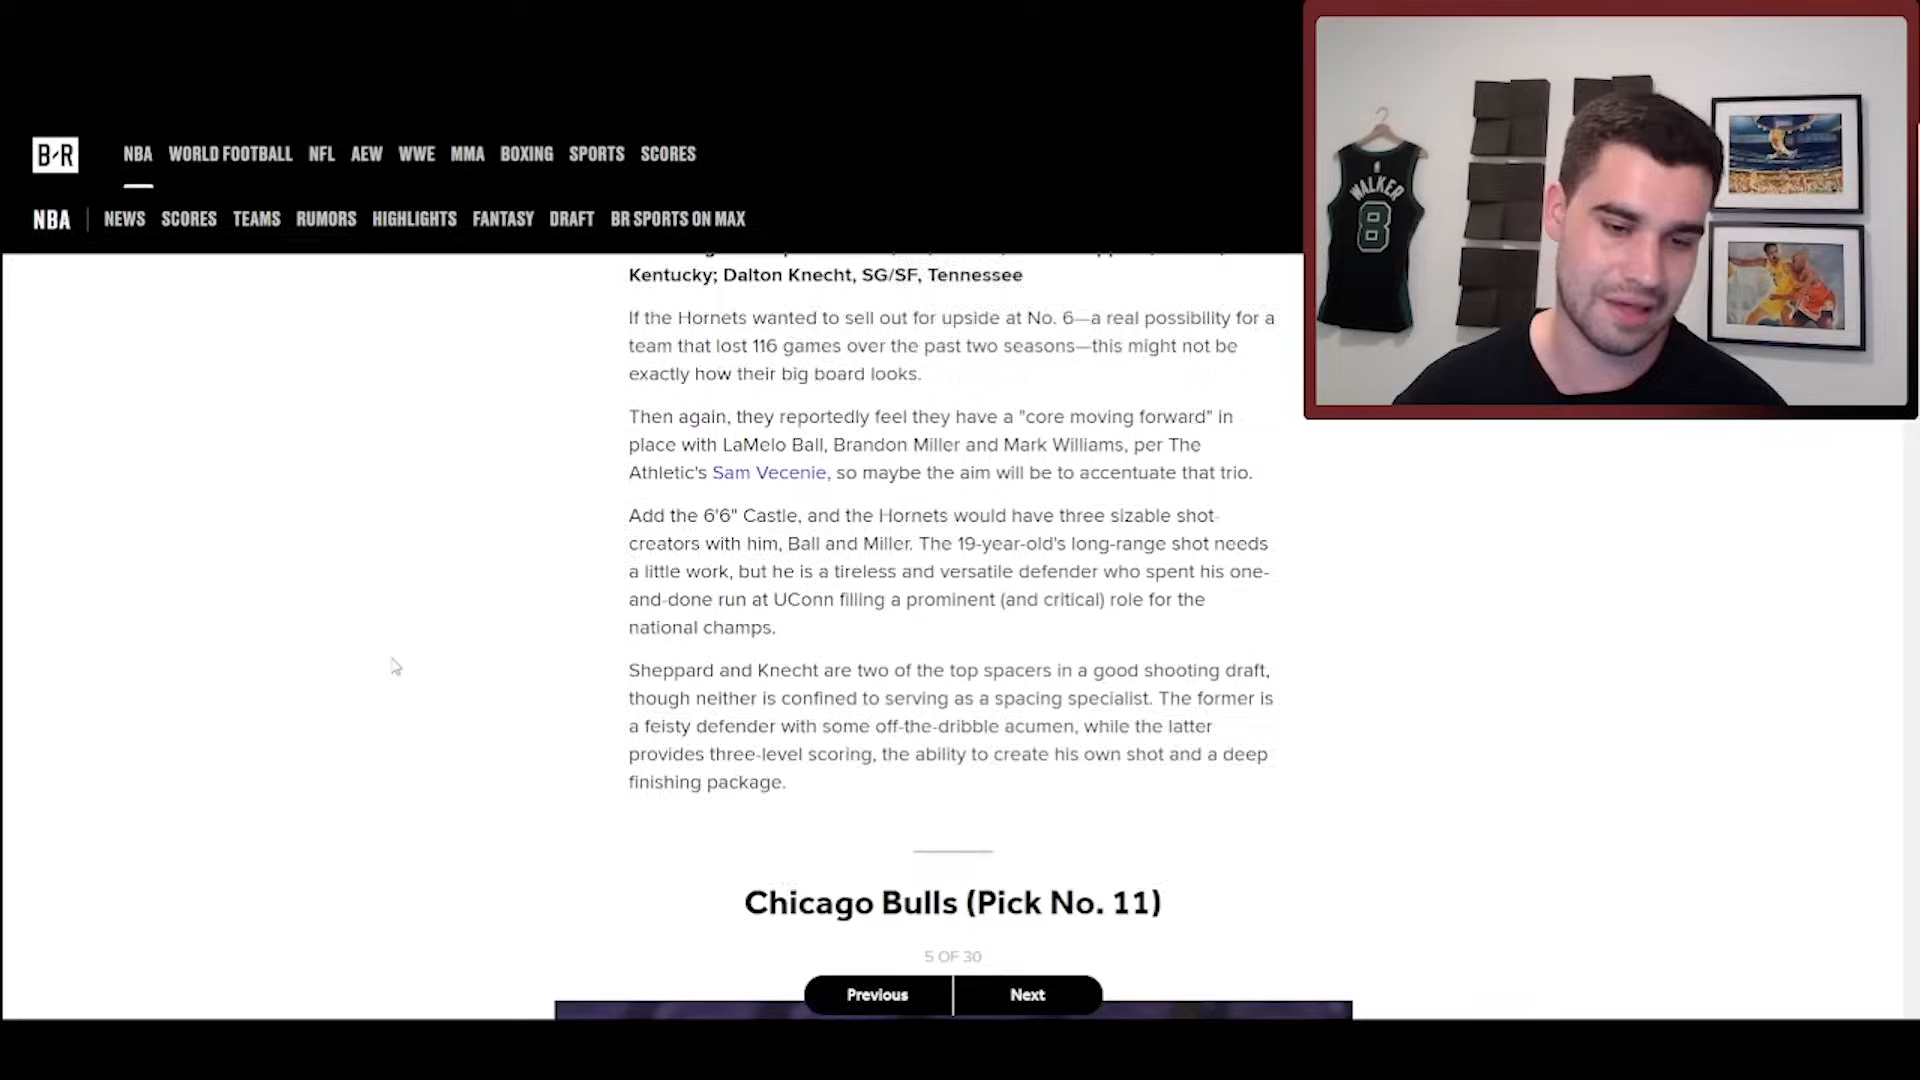 B/R
NBA WORLD FOOTBALL NFL AEW WWE MMA BOXING SPORTS SCORES
NBA NEWS SCORES TEAMS RUMORS HIGHLIGHTS FANTASY DRAFT BR SPORTS ON MAX
WALKER
8
Kentucky; Dalton Knecht, SG/SF, Tennessee
If the Hornets wanted to sell out for upside at No. 6—a real possibility for a
team that lost 116 games over the past two seasons—this might not be
exactly how their big board looks.
Then again, they reportedly feel they have a "core moving forward" in
place with LaMelo Ball, Brandon Miller and Mark Williams, per The
Athletic's Sam Vecenie, so maybe the aim will be to accentuate that trio.
Add the 6'6" Castle, and the Hornets would have three sizable shot-
creators with him, Ball and Miller. The 19-year-old's long-range shot needs
a little work, but he is a tireless and versatile defender who spent his one-
and-done run at UConn filling a prominent (and critical) role for the
national champs.
Sheppard and Knecht are two of the top spacers in a good shooting draft,
though neither is confined to serving as a spacing specialist. The former is
a feisty defender with some off-the-dribble acumen, while the latter
provides three-level scoring, the ability to create his own shot and a deep
finishing package.
Chicago Bulls (Pick No. 11)
5 OF 30
Previous Next